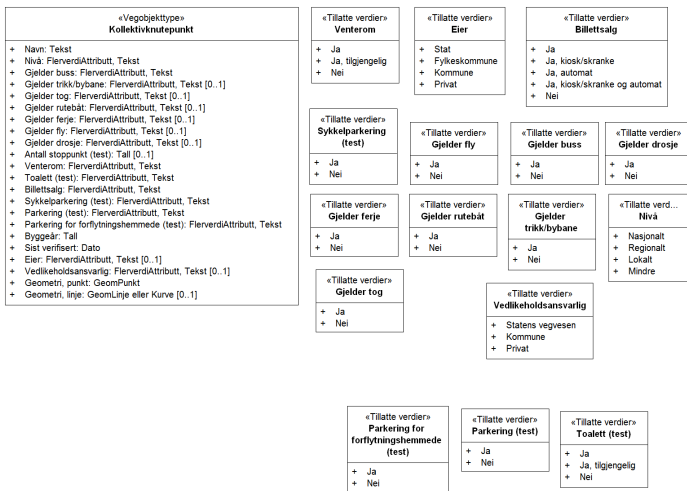 «Vegobjekttype»
Kollektivknutepunkt
+ Navn: Tekst
+ Nivå: FlerverdiAttributt, Tekst
+ Gjelder buss: FlerverdiAttributt, Tekst
+ Gjelder trikk/bybane: FlerverdiAttributt, Tekst [0..1]
+ Gjelder tog: FlerverdiAttributt, Tekst [0..1]
+ Gjelder rutebåt: FlerverdiAttributt, Tekst [0..1]
+ Gjelder ferje: FlerverdiAttributt, Tekst [0..1]
+ Gjelder fly: FlerverdiAttributt, Tekst [0..1]
+ Gjelder drosje: FlerverdiAttributt, Tekst [0..1]
+ Antall stoppunkt (test): Tall [0..1]
+ Venterom: FlerverdiAttributt, Tekst
+ Toalett (test): FlerverdiAttributt, Tekst
+ Billettsalg: FlerverdiAttributt, Tekst
+ Sykkelparkering (test): FlerverdiAttributt, Tekst
+ Parkering (test): FlerverdiAttributt, Tekst
+ Parkering for forflytningshemmede (test): FlerverdiAttributt, Tekst
+ Byggeår: Tall
+ Sist verifisert: Dato
+ Eier: FlerverdiAttributt, Tekst [0..1]
+ Vedlikeholdsansvarlig: FlerverdiAttributt, Tekst [0..1]
+ Geometri, punkt: GeomPunkt
+ Geometri, linje: GeomLinje eller Kurve [0..1]
«Tillatte verdier»
Venterom
+ Ja
+ Ja, tilgjengelig
+ Nei
«Tillatte verdier»
Eier
+ Stat
+ Fylkeskommune
+ Kommune
+ Privat
«Tillatte verdier»
Billettsalg
+ Ja
+ Ja, kiosk/skranke
+ Ja, automat
+ Ja, kiosk/skranke og automat
+ Nei
«Tillatte verdier»
Sykkelparkering
(test)
+ Ja
+ Nei
«Tillatte verdier»
Gjelder fly
+ Ja
+ Nei
«Tillatte verdier»
Gjelder buss
+ Ja
+ Nei
«Tillatte verdier»
Gjelder drosje
+ Ja
+ Nei
«Tillatte verdier»
Gjelder ferje
+ Ja
+ Nei
«Tillatte verdier»
Gjelder rutebåt
+ Ja
+ Nei
«Tillatte verdier»
Gjelder
trikk/bybane
+ Ja
+ Nei
«Tillatte verd...
Nivå
+ Nasjonalt
+ Regionalt
+ Lokalt
+ Mindre
«Tillatte verdier»
Gjelder tog
+ Ja
+ Nei
«Tillatte verdier»
Vedlikeholdsansvarlig
+ Statens vegvesen
+ Kommune
+ Privat
«Tillatte verdier»
Parkering for
forflytningshemmede
(test)
+ Ja
+ Nei
«Tillatte verdier»
Parkering (test)
+ Ja
+ Nei
«Tillatte verdier»
Toalett (test)
+ Ja
+ Ja, tilgjengelig
+ Nei